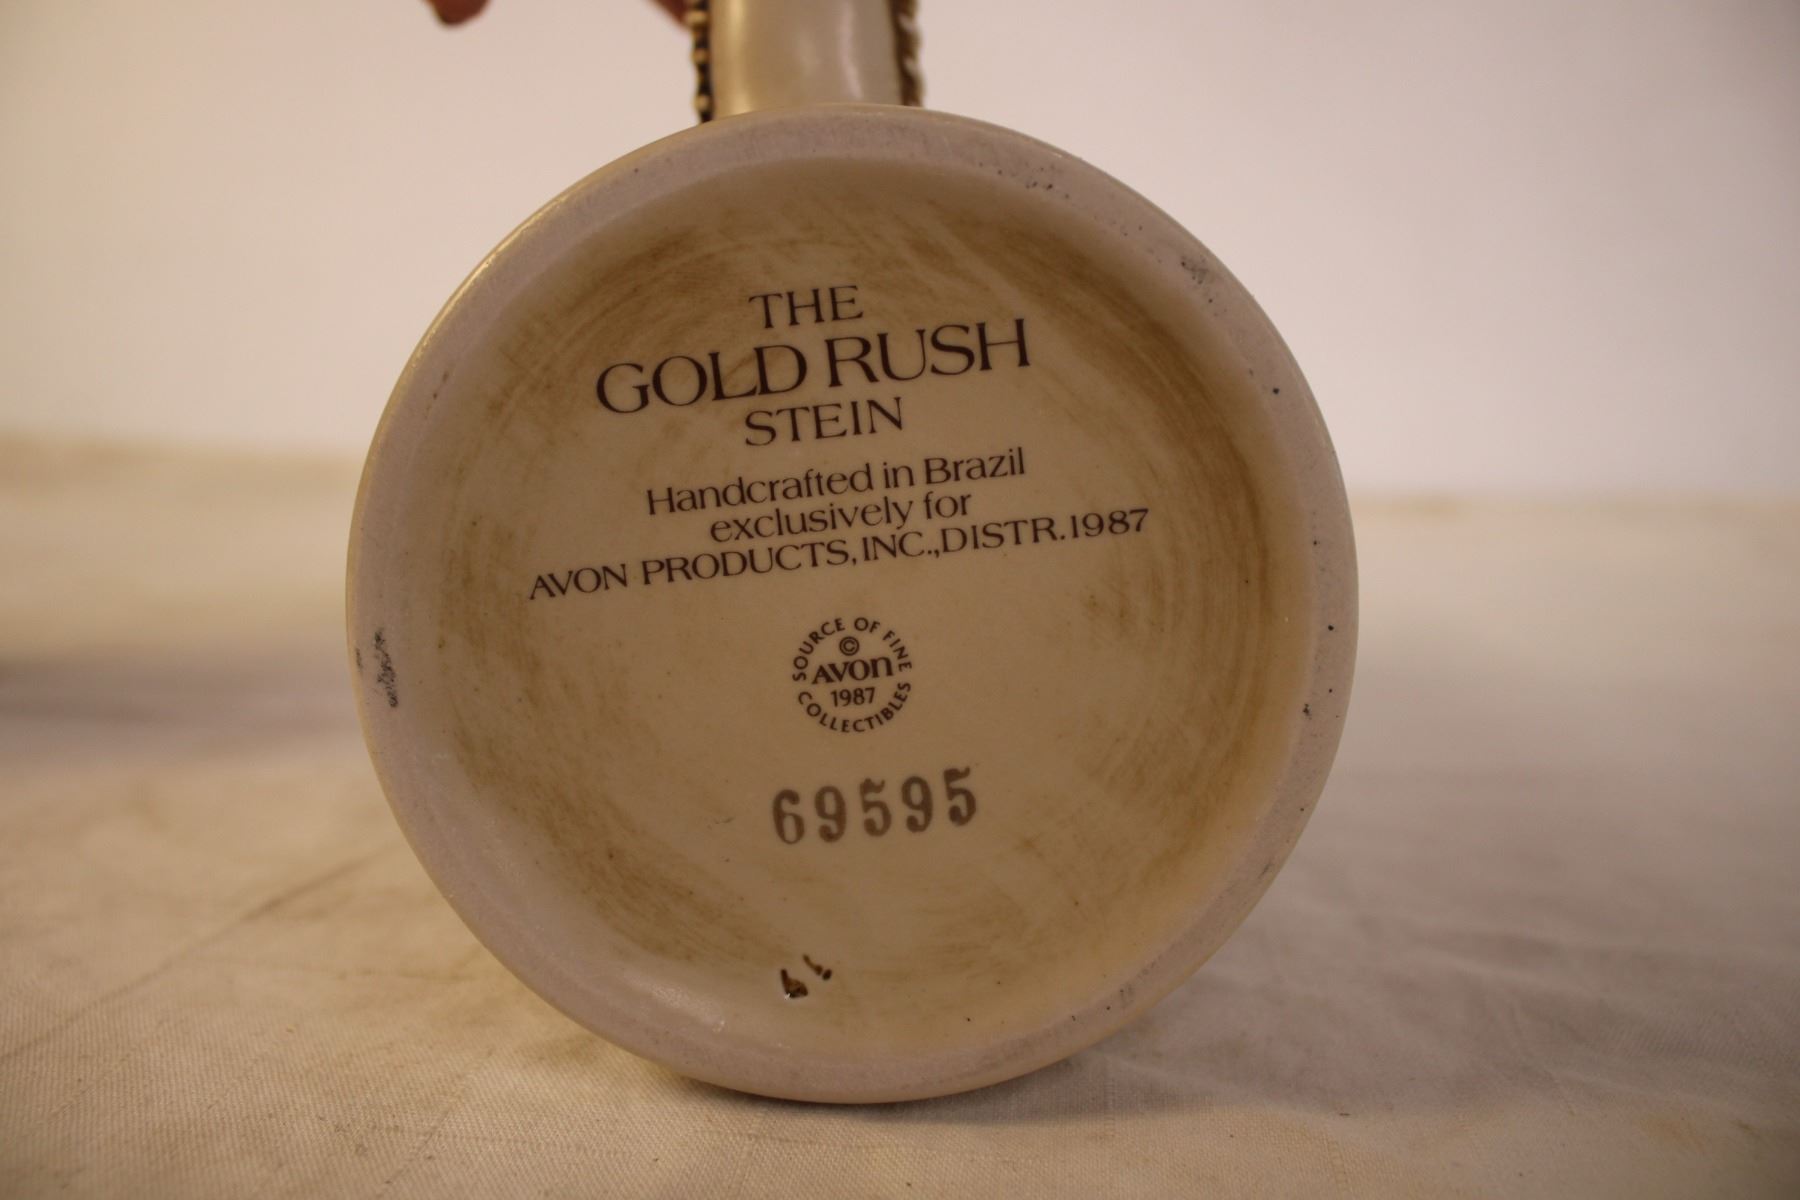 THE
GOLD RUSH
STEIN
Handcrafted in Brazil
exclusively for
AVON PRODUCTS, INC., DISTR. 1987
SOURCE OF FINE
©
AVON
1987
COLLECTIBLES
69595